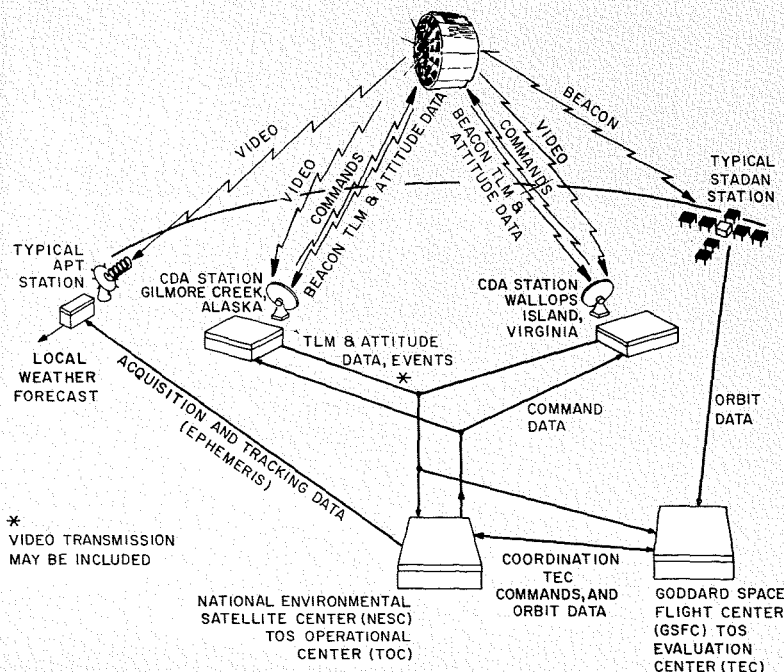 VIDEO
VIDEO
COMMANDS
BEACON TLM & ATTITUDE DATA
BEACON TLM &
ATTITUDE DATA
COMMANDS
VIDEO
BEACON
TYPICAL
STADAN
STATION
TYPICAL
APT
STATION
CDA STATION
GILMORE CREEK,
ALASKA
CDA STATION
WALLOPS
ISLAND,
VIRGINIA
LOCAL
WEATHER
FORECAST
TLM & ATTITUDE
DATA, EVENTS
*
COMMAND
DATA
ORBIT
DATA
ACQUISITION AND TRACKING DATA
(EPHEMERIS)
*
VIDEO TRANSMISSION
MAY BE INCLUDED
NATIONAL ENVIRONMENTAL
SATELLITE CENTER (NESC)
TOS OPERATIONAL
CENTER (TOC)
COORDINATION
TEC
COMMANDS, AND
ORBIT DATA
GODDARD SPACE
FLIGHT CENTER
(GSFC) TOS
EVALUATION
CENTER (TEC)